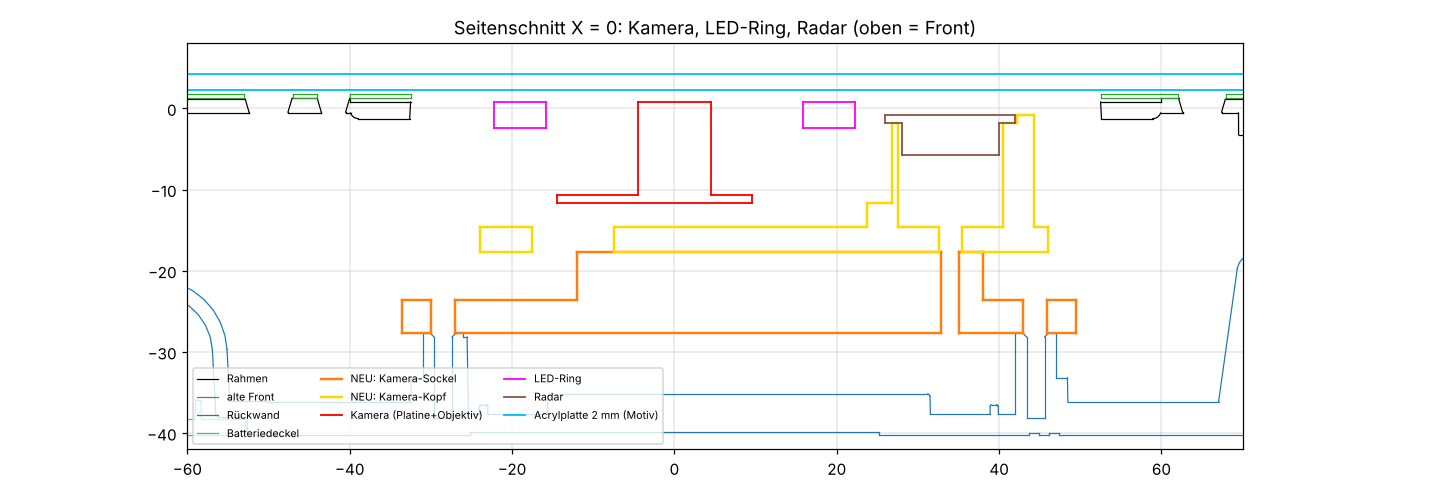 Seitenschnitt X = 0: Kamera, LED-Ring, Radar (oben = Front)
0
−10
−20
−30
−40
Rahmen
alte Front
Rückwand
Batteriedeckel
NEU: Kamera-Sockel
NEU: Kamera-Kopf
Kamera (Platine+Objektiv)
LED-Ring
Radar
Acrylplatte 2 mm (Motiv)
−60 −40 −20 0 20 40 60